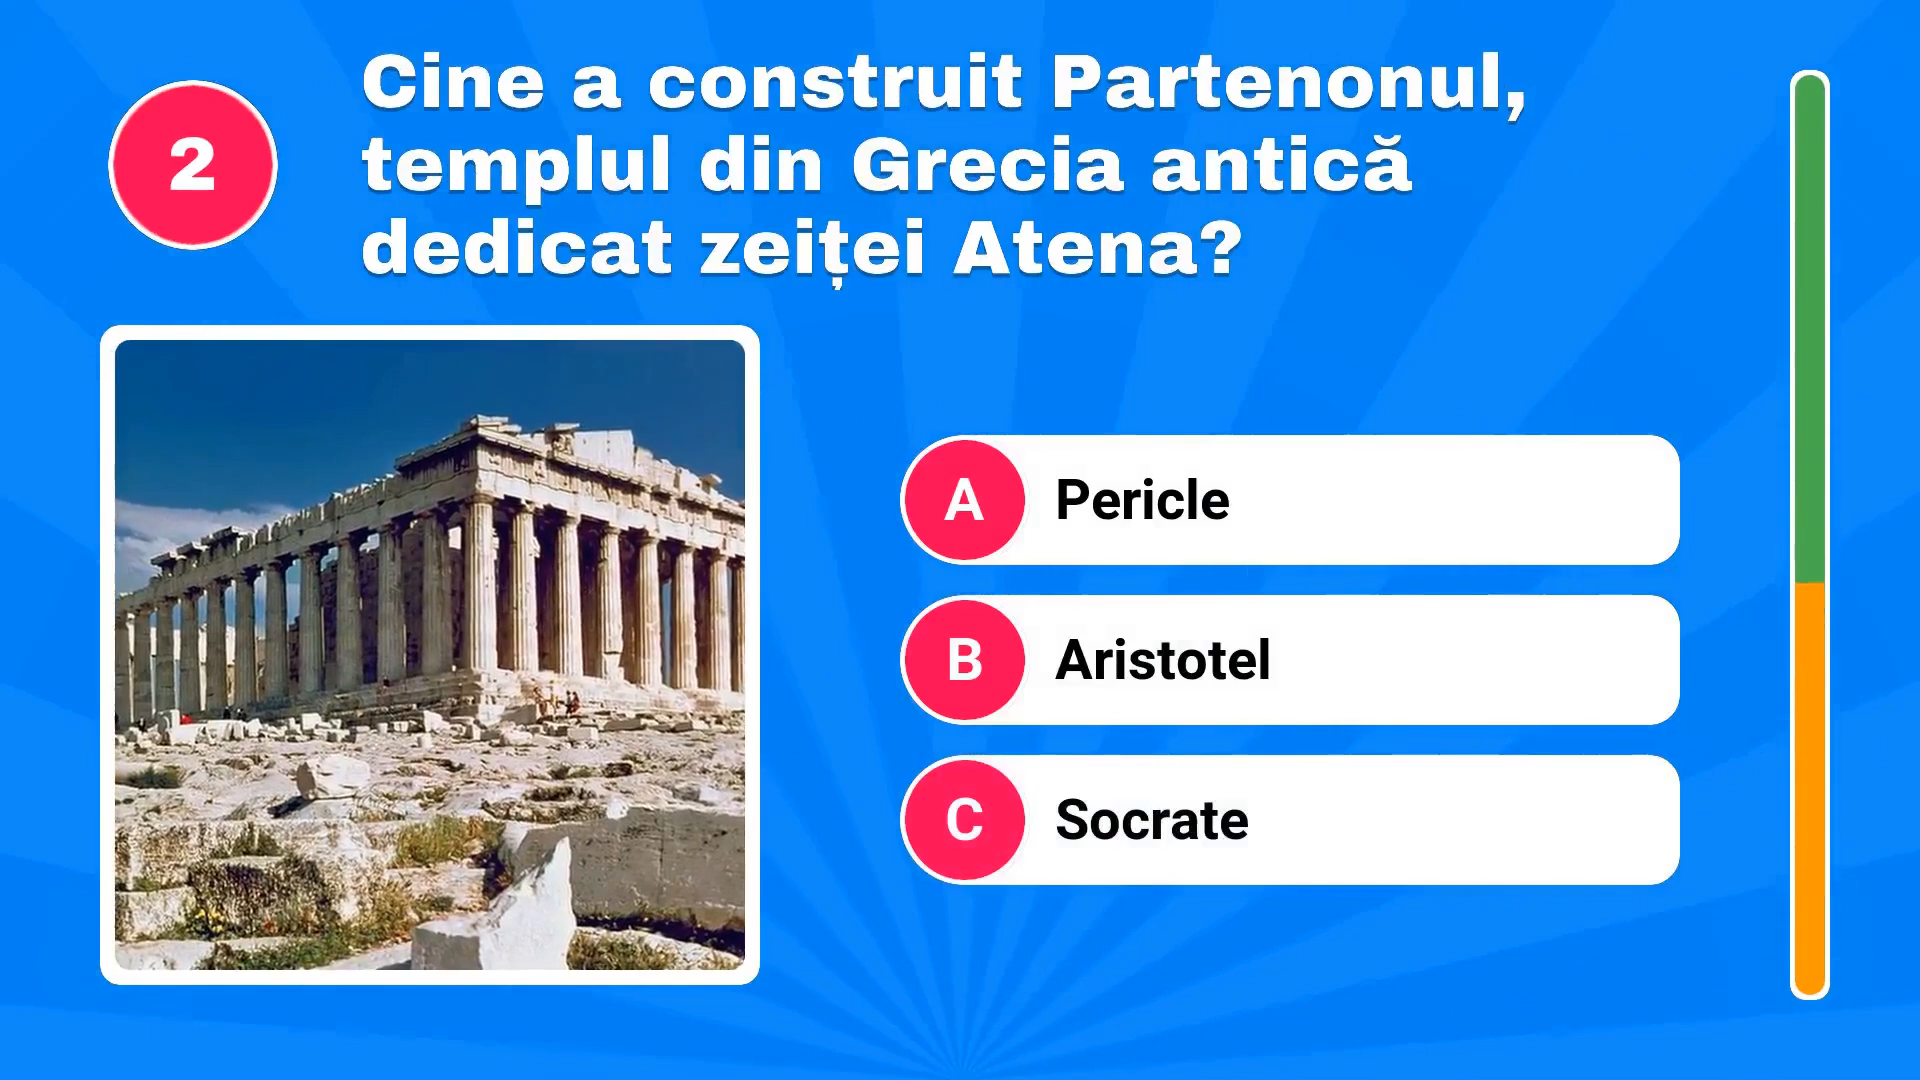 2
Cine a construit Partenonul,
templul din Grecia antică
dedicat zeiței Atena?
A Pericle
B Aristotel
C Socrate